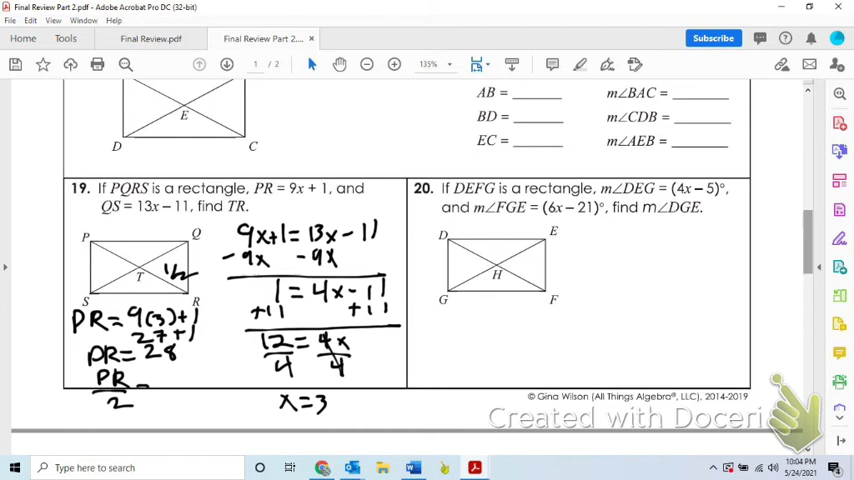 Final Review Part 2.pdf - Adobe Acrobat Pro DC (32-bit)
File Edit View Window Help
Home Tools Final Review.pdf Final Review Part 2.... × Subscribe
1 / 2 135%
E
D C
AB = ________ m∠BAC = ________
BD = ________ m∠CDB = ________
EC = ________ m∠AEB = ________
19. If PQRS is a rectangle, PR = 9x + 1, and
QS = 13x – 11, find TR.
P Q
T 1/2
S R
9x+1 = 13x - 11
-9x -9x
1 = 4x - 11
+11 +11
12 = 4x
4 4
x = 3
PR = 9(3)+1
27+1
PR = 28
PR =
2
20. If DEFG is a rectangle, m∠DEG = (4x – 5)°,
and m∠FGE = (6x – 21)°, find m∠DGE.
D E
H
G F
© Gina Wilson (All Things Algebra®, LLC), 2014-2019
Created with Doceri
Type here to search
10:04 PM
5/24/2021
4